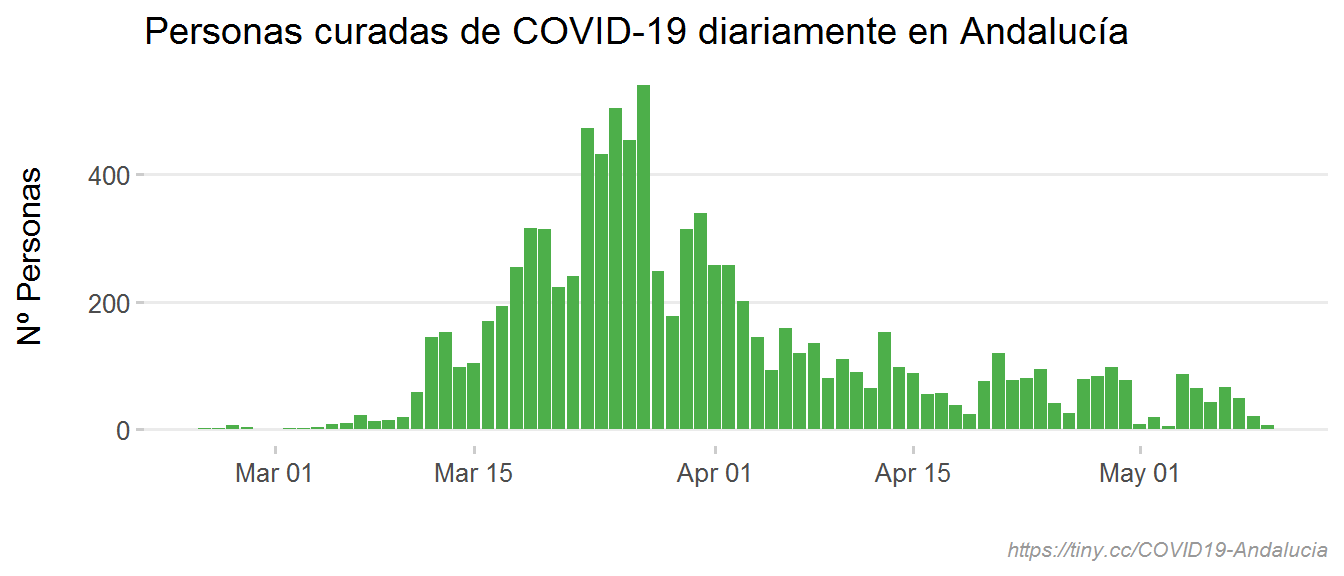 Personas curadas de COVID-19 diariamente en Andalucía
Nº Personas
400
200
0
Mar 01
Mar 15
Apr 01
Apr 15
May 01
https://tiny.cc/COVID19-Andalucia